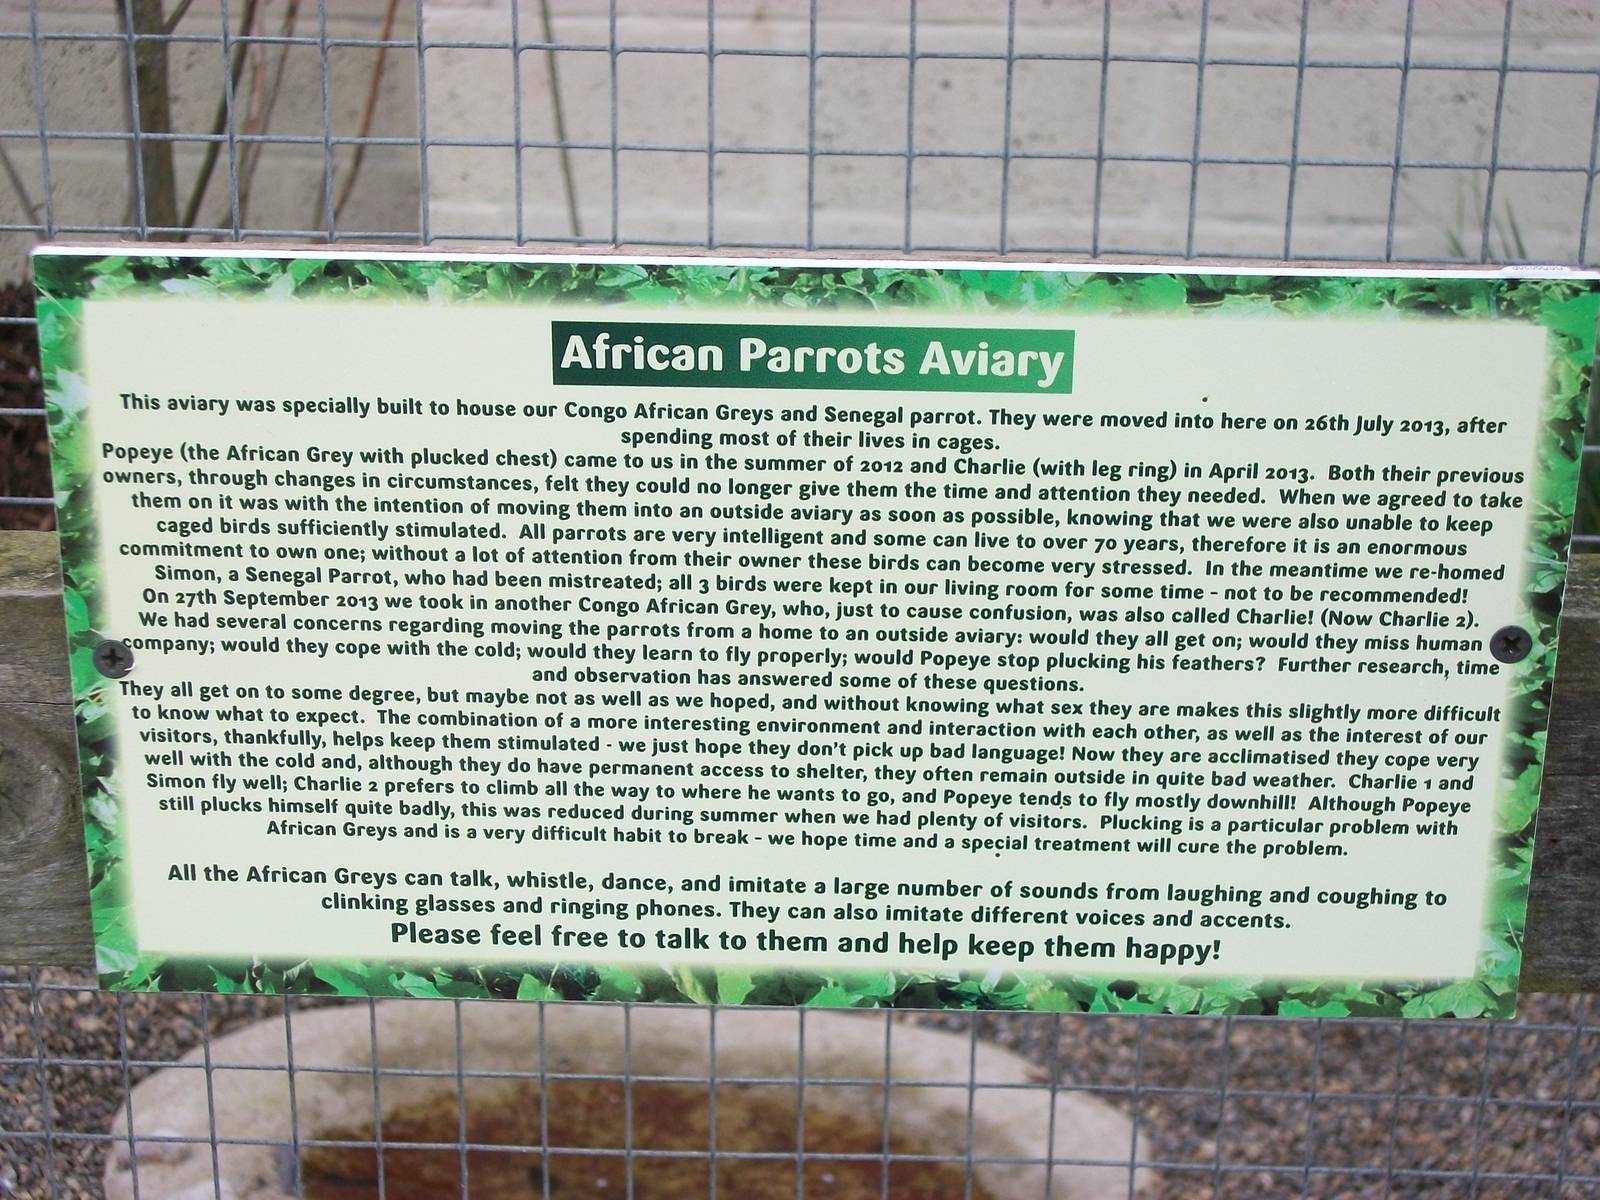 African Parrots Aviary
This aviary was specially built to house our Congo African Greys and Senegal parrot. They were moved into here on 26th July 2013, after
spending most of their lives in cages.
Popeye (the African Grey with plucked chest) came to us in the summer of 2012 and Charlie (with leg ring) in April 2013. Both their previous
owners, through changes in circumstances, felt they could no longer give them the time and attention they needed. When we agreed to take
them on it was with the intention of moving them into an outside aviary as soon as possible, knowing that we were also unable to keep
caged birds sufficiently stimulated. All parrots are very intelligent and some can live to over 70 years, therefore it is an enormous
commitment to own one; without a lot of attention from their owner these birds can become very stressed. In the meantime we re-homed
Simon, a Senegal Parrot, who had been mistreated; all 3 birds were kept in our living room for some time - not to be recommended!
On 27th September 2013 we took in another Congo African Grey, who, just to cause confusion, was also called Charlie! (Now Charlie 2).
We had several concerns regarding moving the parrots from a home to an outside aviary: would they all get on; would they miss human
company; would they cope with the cold; would they learn to fly properly; would Popeye stop plucking his feathers? Further research, time
and observation has answered some of these questions.
They all get on to some degree, but maybe not as well as we hoped, and without knowing what sex they are makes this slightly more difficult
to know what to expect. The combination of a more interesting environment and interaction with each other, as well as the interest of our
visitors, thankfully, helps keep them stimulated - we just hope they don't pick up bad language! Now they are acclimatised they cope very
well with the cold and, although they do have permanent access to shelter, they often remain outside in quite bad weather. Charlie 1 and
Simon fly well; Charlie 2 prefers to climb all the way to where he wants to go, and Popeye tends to fly mostly downhill! Although Popeye
still plucks himself quite badly, this was reduced during summer when we had plenty of visitors. Plucking is a particular problem with
African Greys and is a very difficult habit to break - we hope time and a special treatment will cure the problem.
All the African Greys can talk, whistle, dance, and imitate a large number of sounds from laughing and coughing to
clinking glasses and ringing phones. They can also imitate different voices and accents.
Please feel free to talk to them and help keep them happy!